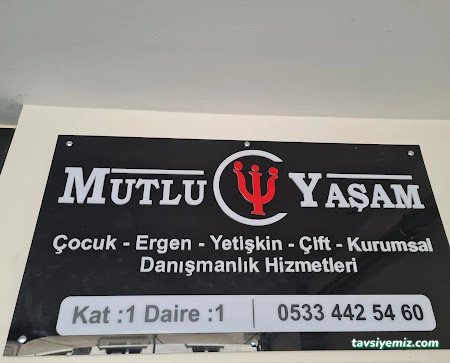 MUTLU YAŞAM
Çocuk - Ergen - Yetişkin - Çift - Kurumsal
Danışmanlık Hizmetleri
Kat :1 Daire :1 | 0533 442 54 60
tavsiyemiz.com